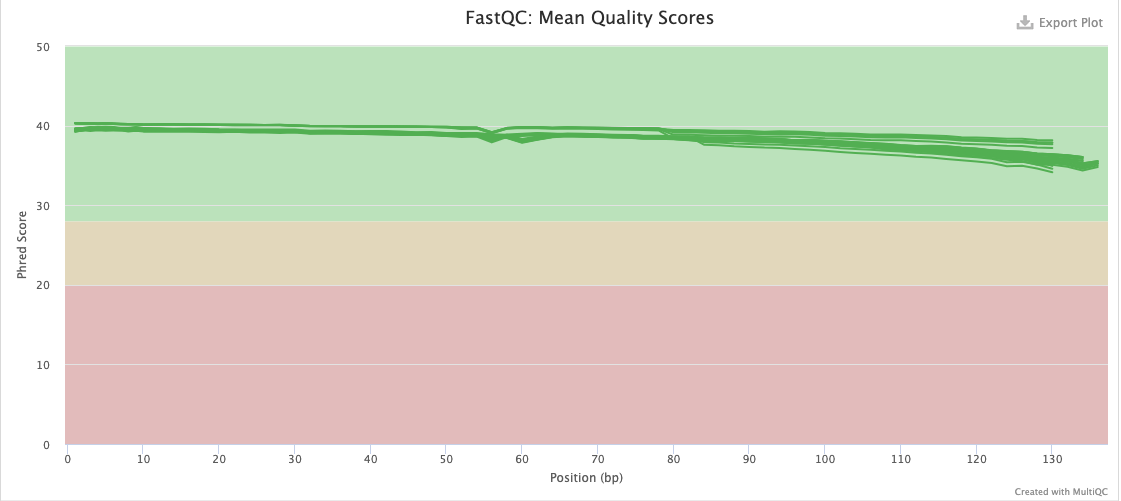 FastQC: Mean Quality Scores
Export Plot
50
40
30
20
10
0
Phred Score
0 10 20 30 40 50 60 70 80 90 100 110 120 130
Position (bp)
Created with MultiQC